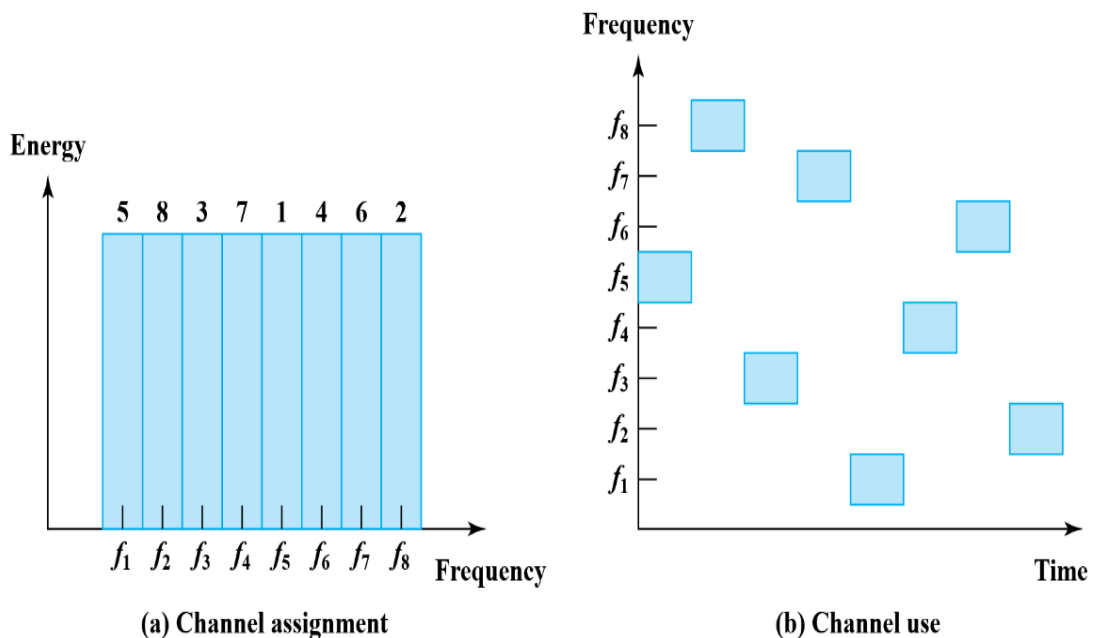 Energy
5 8 3 7 1 4 6 2
f1 f2 f3 f4 f5 f6 f7 f8
Frequency
(a) Channel assignment
Frequency
f8
f7
f6
f5
f4
f3
f2
f1
Time
(b) Channel use